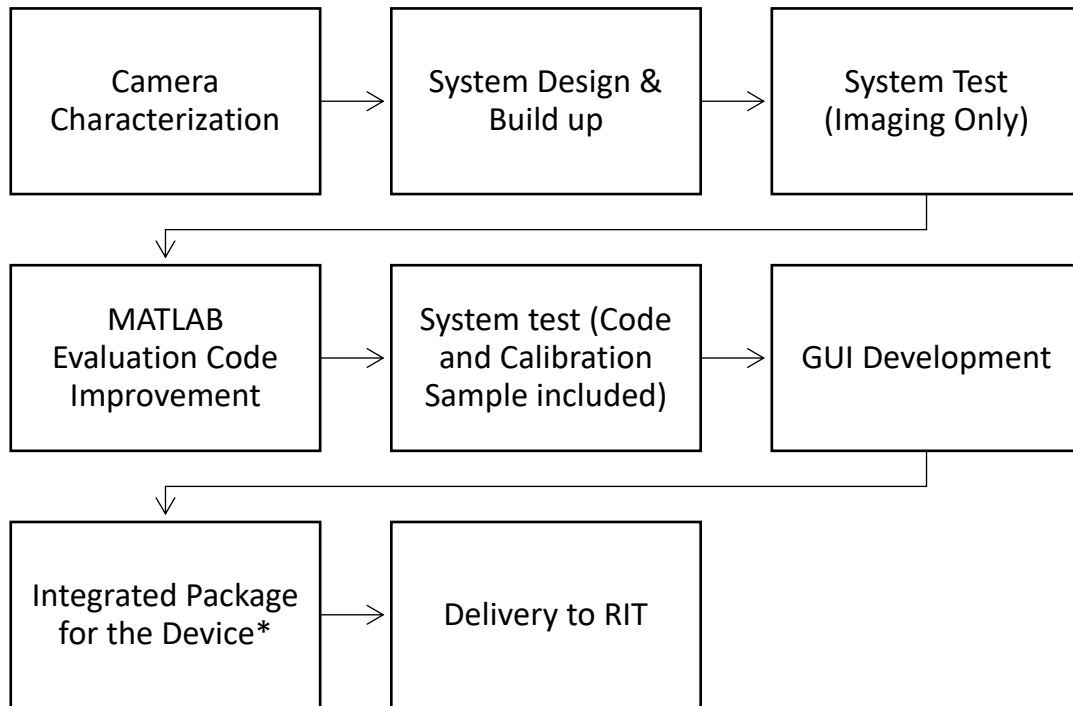 Camera
Characterization
System Design &
Build up
System Test
(Imaging Only)
MATLAB
Evaluation Code
Improvement
System test (Code
and Calibration
Sample included)
GUI Development
Integrated Package
for the Device*
Delivery to RIT